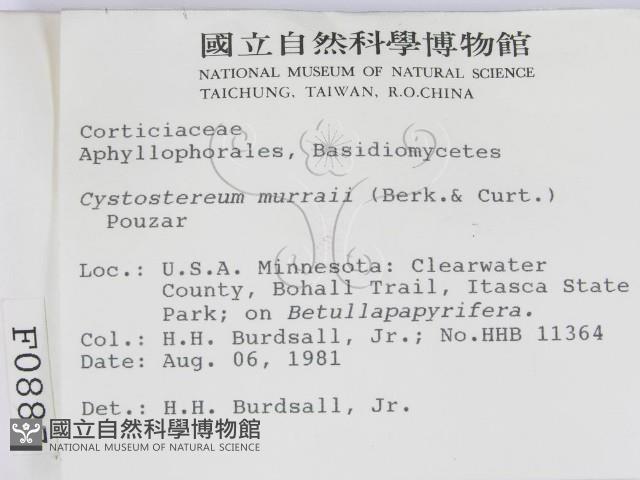 國立自然科學博物館
NATIONAL MUSEUM OF NATURAL SCIENCE
TAICHUNG, TAIWAN, R.O.CHINA
Corticiaceae
Aphyllophorales, Basidiomycetes
Cystostereum murraii (Berk.& Curt.)
Pouzar
Loc.: U.S.A. Minnesota: Clearwater
County, Bohall Trail, Itasca State
Park; on Betullapapyrifera.
Col.: H.H. Burdsall, Jr.; No.HHB 11364
Date: Aug. 06, 1981
Det.: H.H. Burdsall, Jr.
國立自然科學博物館
NATIONAL MUSEUM OF NATURAL SCIENCE